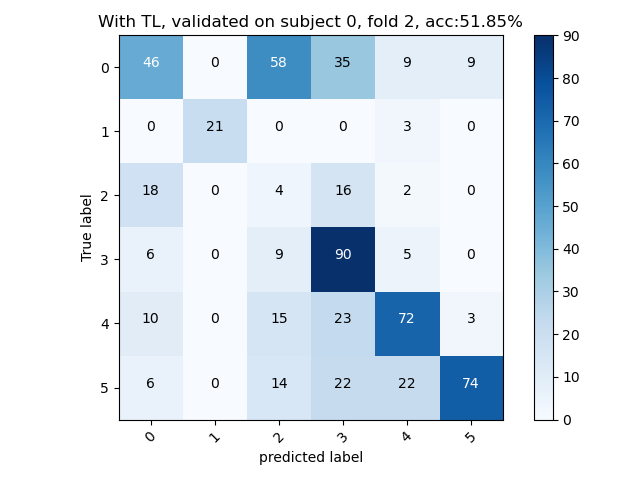 With TL, validated on subject 0, fold 2, acc:51.85%
True label
0 46 0 58 35 9 9
1 0 21 0 0 3 0
2 18 0 4 16 2 0
3 6 0 9 90 5 0
4 10 0 15 23 72 3
5 6 0 14 22 22 74
0 1 2 3 4 5
predicted label
90
80
70
60
50
40
30
20
10
0